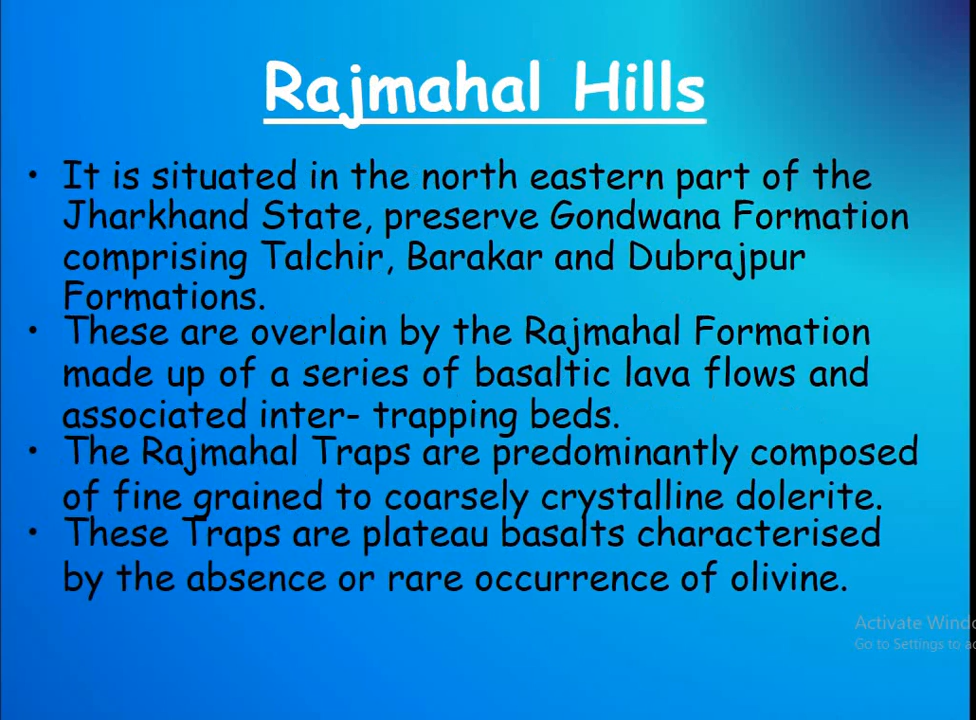 Rajmahal Hills
• It is situated in the north eastern part of the
Jharkhand State, preserve Gondwana Formation
comprising Talchir, Barakar and Dubrajpur
Formations.
• These are overlain by the Rajmahal Formation
made up of a series of basaltic lava flows and
associated inter- trapping beds.
• The Rajmahal Traps are predominantly composed
of fine grained to coarsely crystalline dolerite.
• These Traps are plateau basalts characterised
by the absence or rare occurrence of olivine.
Activate Windo
Go to Settings to ac